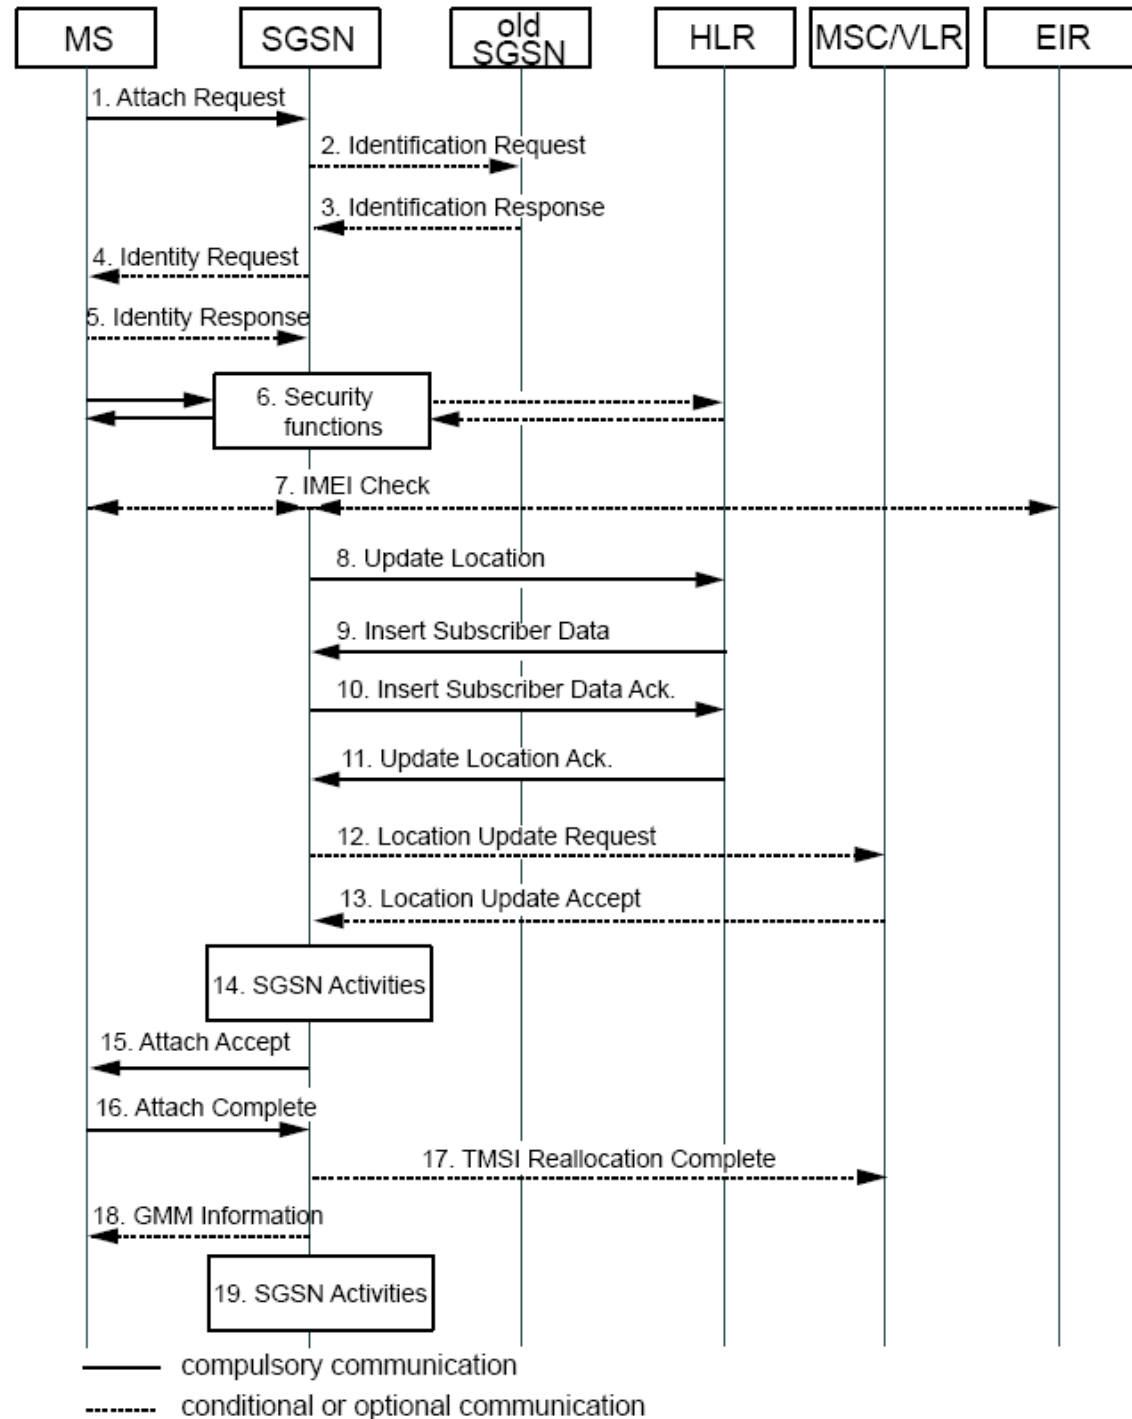 MS
SGSN
old
SGSN
HLR
MSC/VLR
EIR
1. Attach Request
2. Identification Request
3. Identification Response
4. Identity Request
5. Identity Response
6. Security
functions
7. IMEI Check
8. Update Location
9. Insert Subscriber Data
10. Insert Subscriber Data Ack.
11. Update Location Ack.
12. Location Update Request
13. Location Update Accept
14. SGSN Activities
15. Attach Accept
16. Attach Complete
17. TMSI Reallocation Complete
18. GMM Information
19. SGSN Activities
compulsory communication
conditional or optional communication